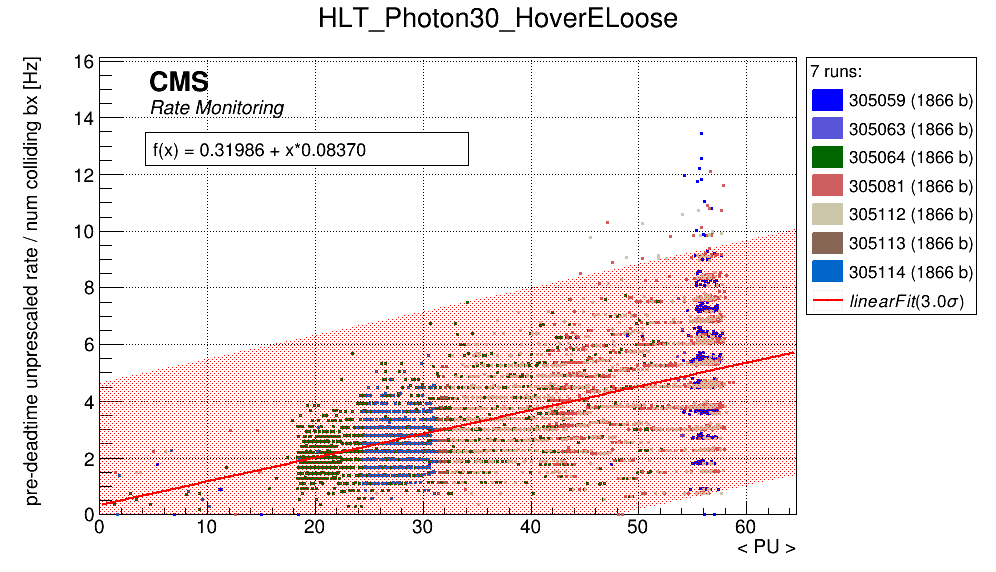 HLT_Photon30_HoverELoose
pre-deadtime unprescaled rate / num colliding bx [Hz]
16
14
12
10
8
6
4
2
0
CMS
Rate Monitoring
f(x) = 0.31986 + x*0.08370
0 10 20 30 40 50 60
< PU >
7 runs:
305059 (1866 b)
305063 (1866 b)
305064 (1866 b)
305081 (1866 b)
305112 (1866 b)
305113 (1866 b)
305114 (1866 b)
linearFit(3.0σ)